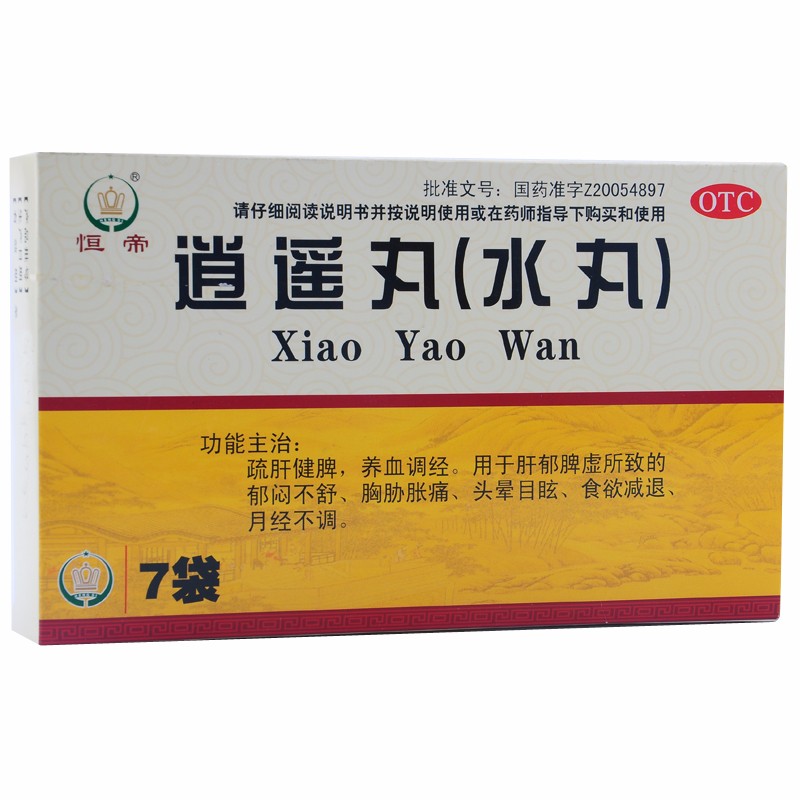 批准文号：国药准字Z20054897
OTC
请仔细阅读说明书并按说明使用或在药师指导下购买和使用
恒帝
®
逍遥丸(水丸)
Xiao Yao Wan
功能主治：
疏肝健脾，养血调经。用于肝郁脾虚所致的
郁闷不舒、胸胁胀痛、头晕目眩、食欲减退、
月经不调。
7袋